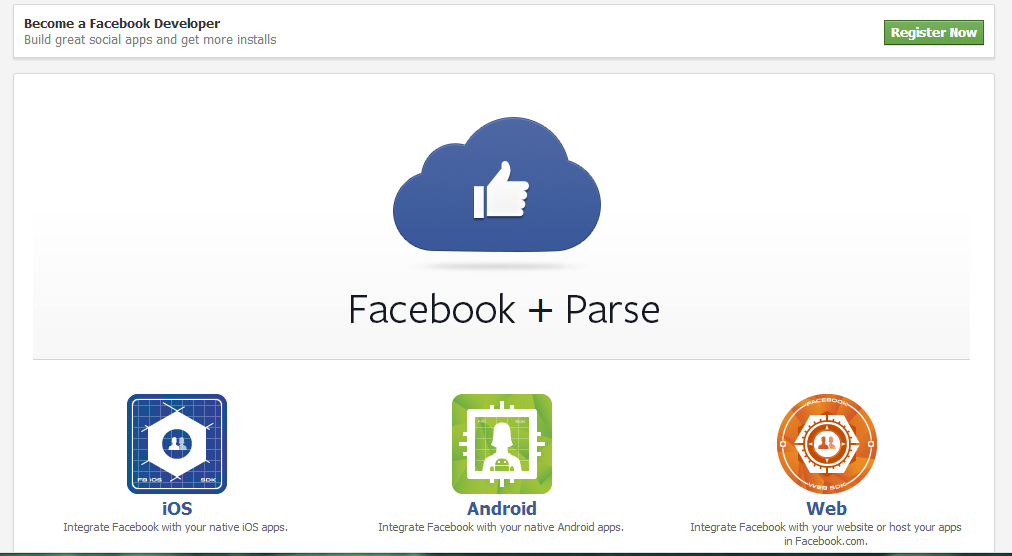 Become a Facebook Developer
Build great social apps and get more installs
Register Now
Facebook + Parse
FB iOS SDK
FACEBOOK
WEB SDK
iOS
Android
Web
Integrate Facebook with your native iOS apps.
Integrate Facebook with your native Android apps.
Integrate Facebook with your website or host your apps
in Facebook.com.